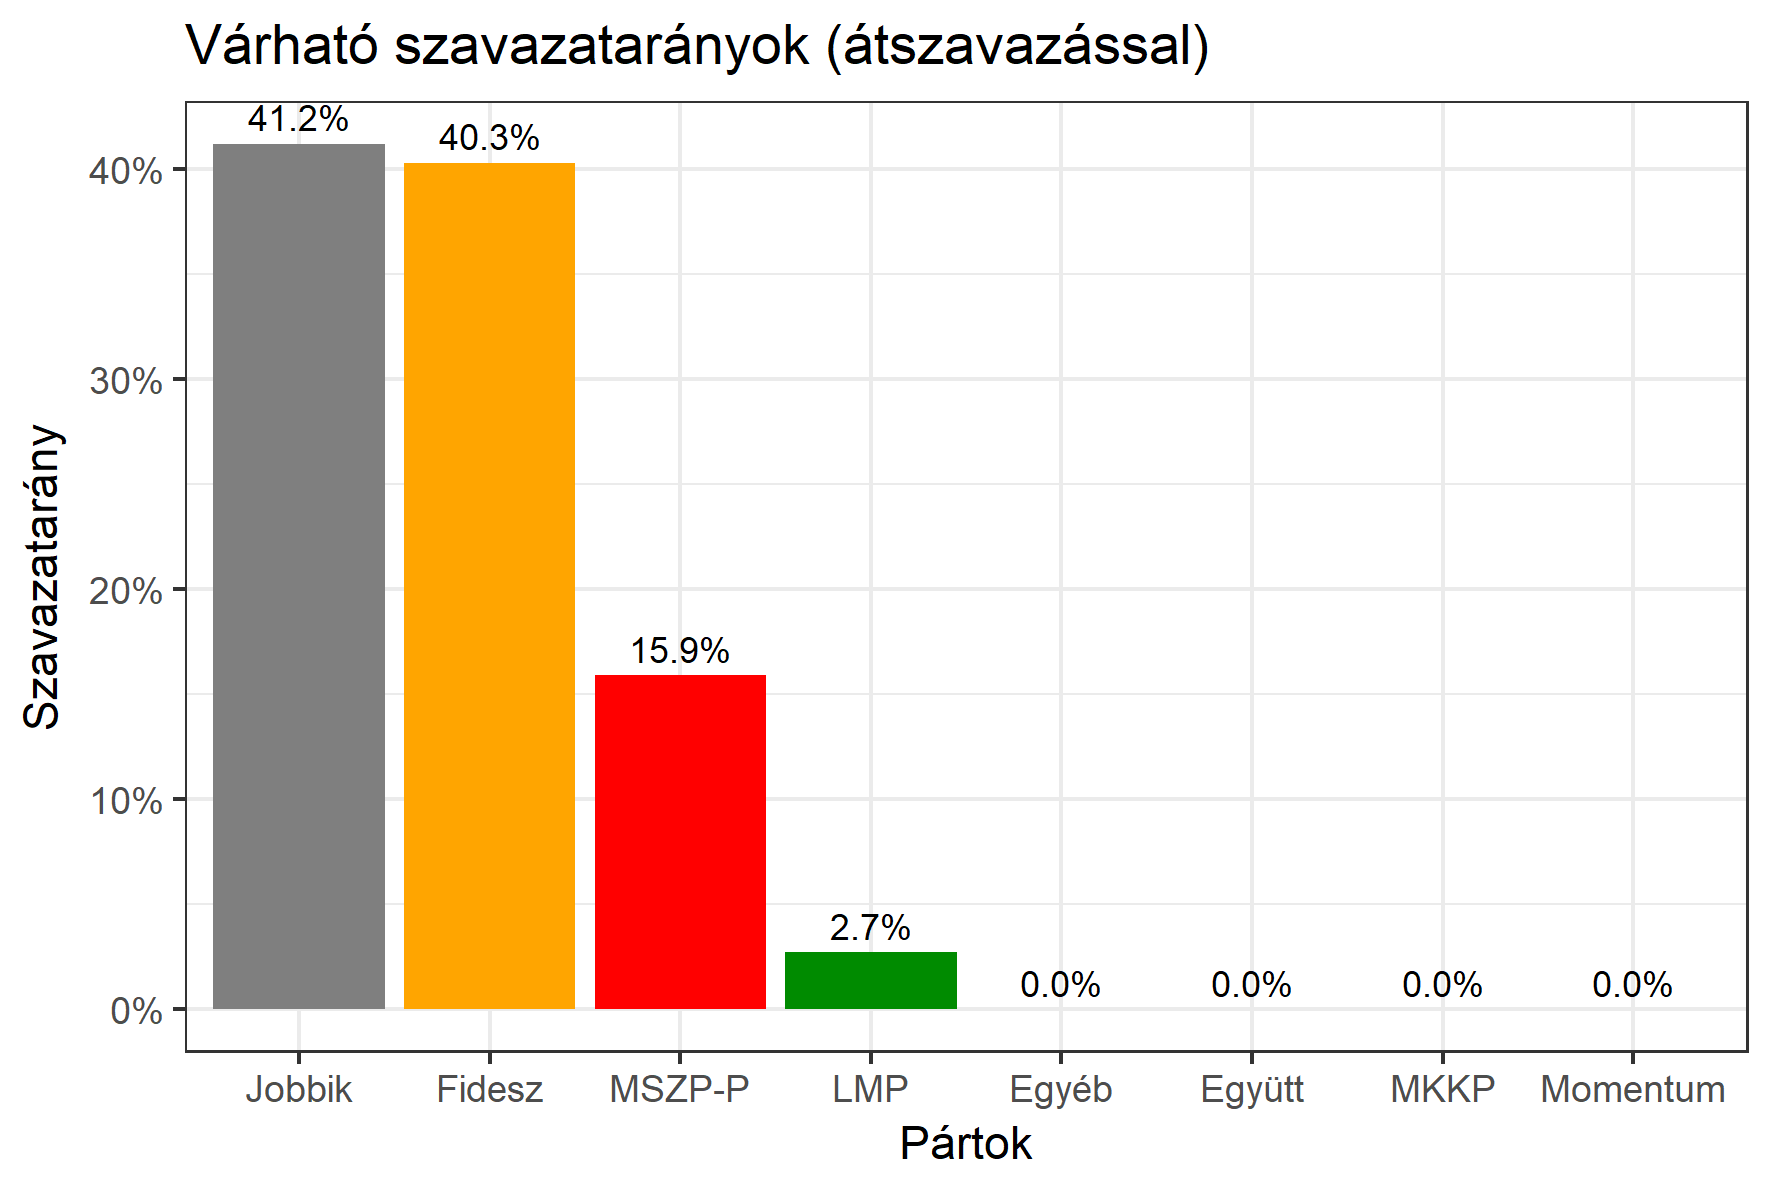 Várható szavazatarányok (átszavazással)
41.2%
40.3%
15.9%
2.7%
0.0%
0.0%
0.0%
0.0%
40%
30%
20%
10%
0%
Szavazatarány
Jobbik
Fidesz
MSZP-P
LMP
Egyéb
Együtt
MKKP
Momentum
Pártok